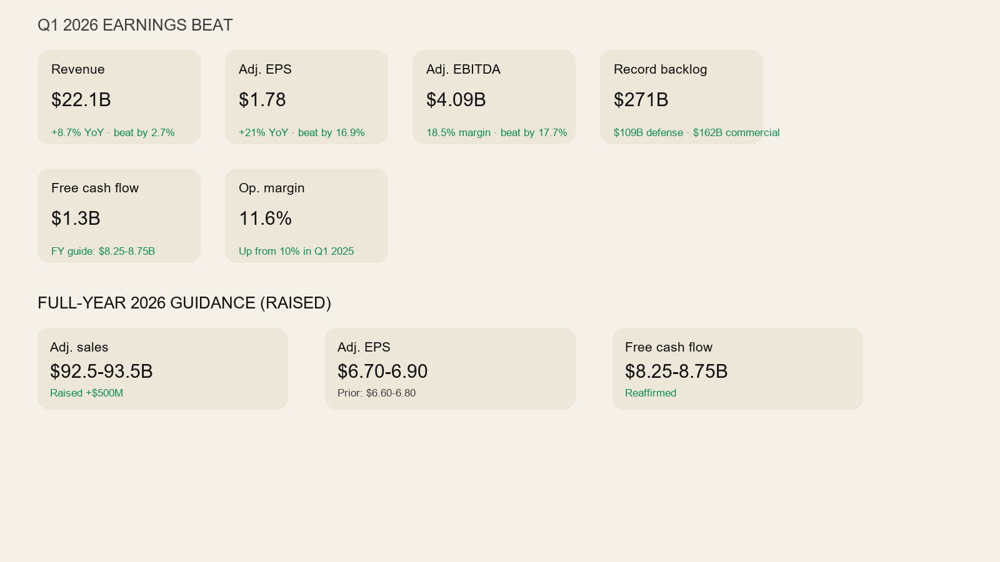 Q1 2026 EARNINGS BEAT
Revenue
$22.1B
+8.7% YoY · beat by 2.7%
Adj. EPS
$1.78
+21% YoY · beat by 16.9%
Adj. EBITDA
$4.09B
18.5% margin · beat by 17.7%
Record backlog
$271B
$109B defense · $162B commercial
Free cash flow
$1.3B
FY guide: $8.25-8.75B
Op. margin
11.6%
Up from 10% in Q1 2025
FULL-YEAR 2026 GUIDANCE (RAISED)
Adj. sales
$92.5-93.5B
Raised +$500M
Adj. EPS
$6.70-6.90
Prior: $6.60-6.80
Free cash flow
$8.25-8.75B
Reaffirmed